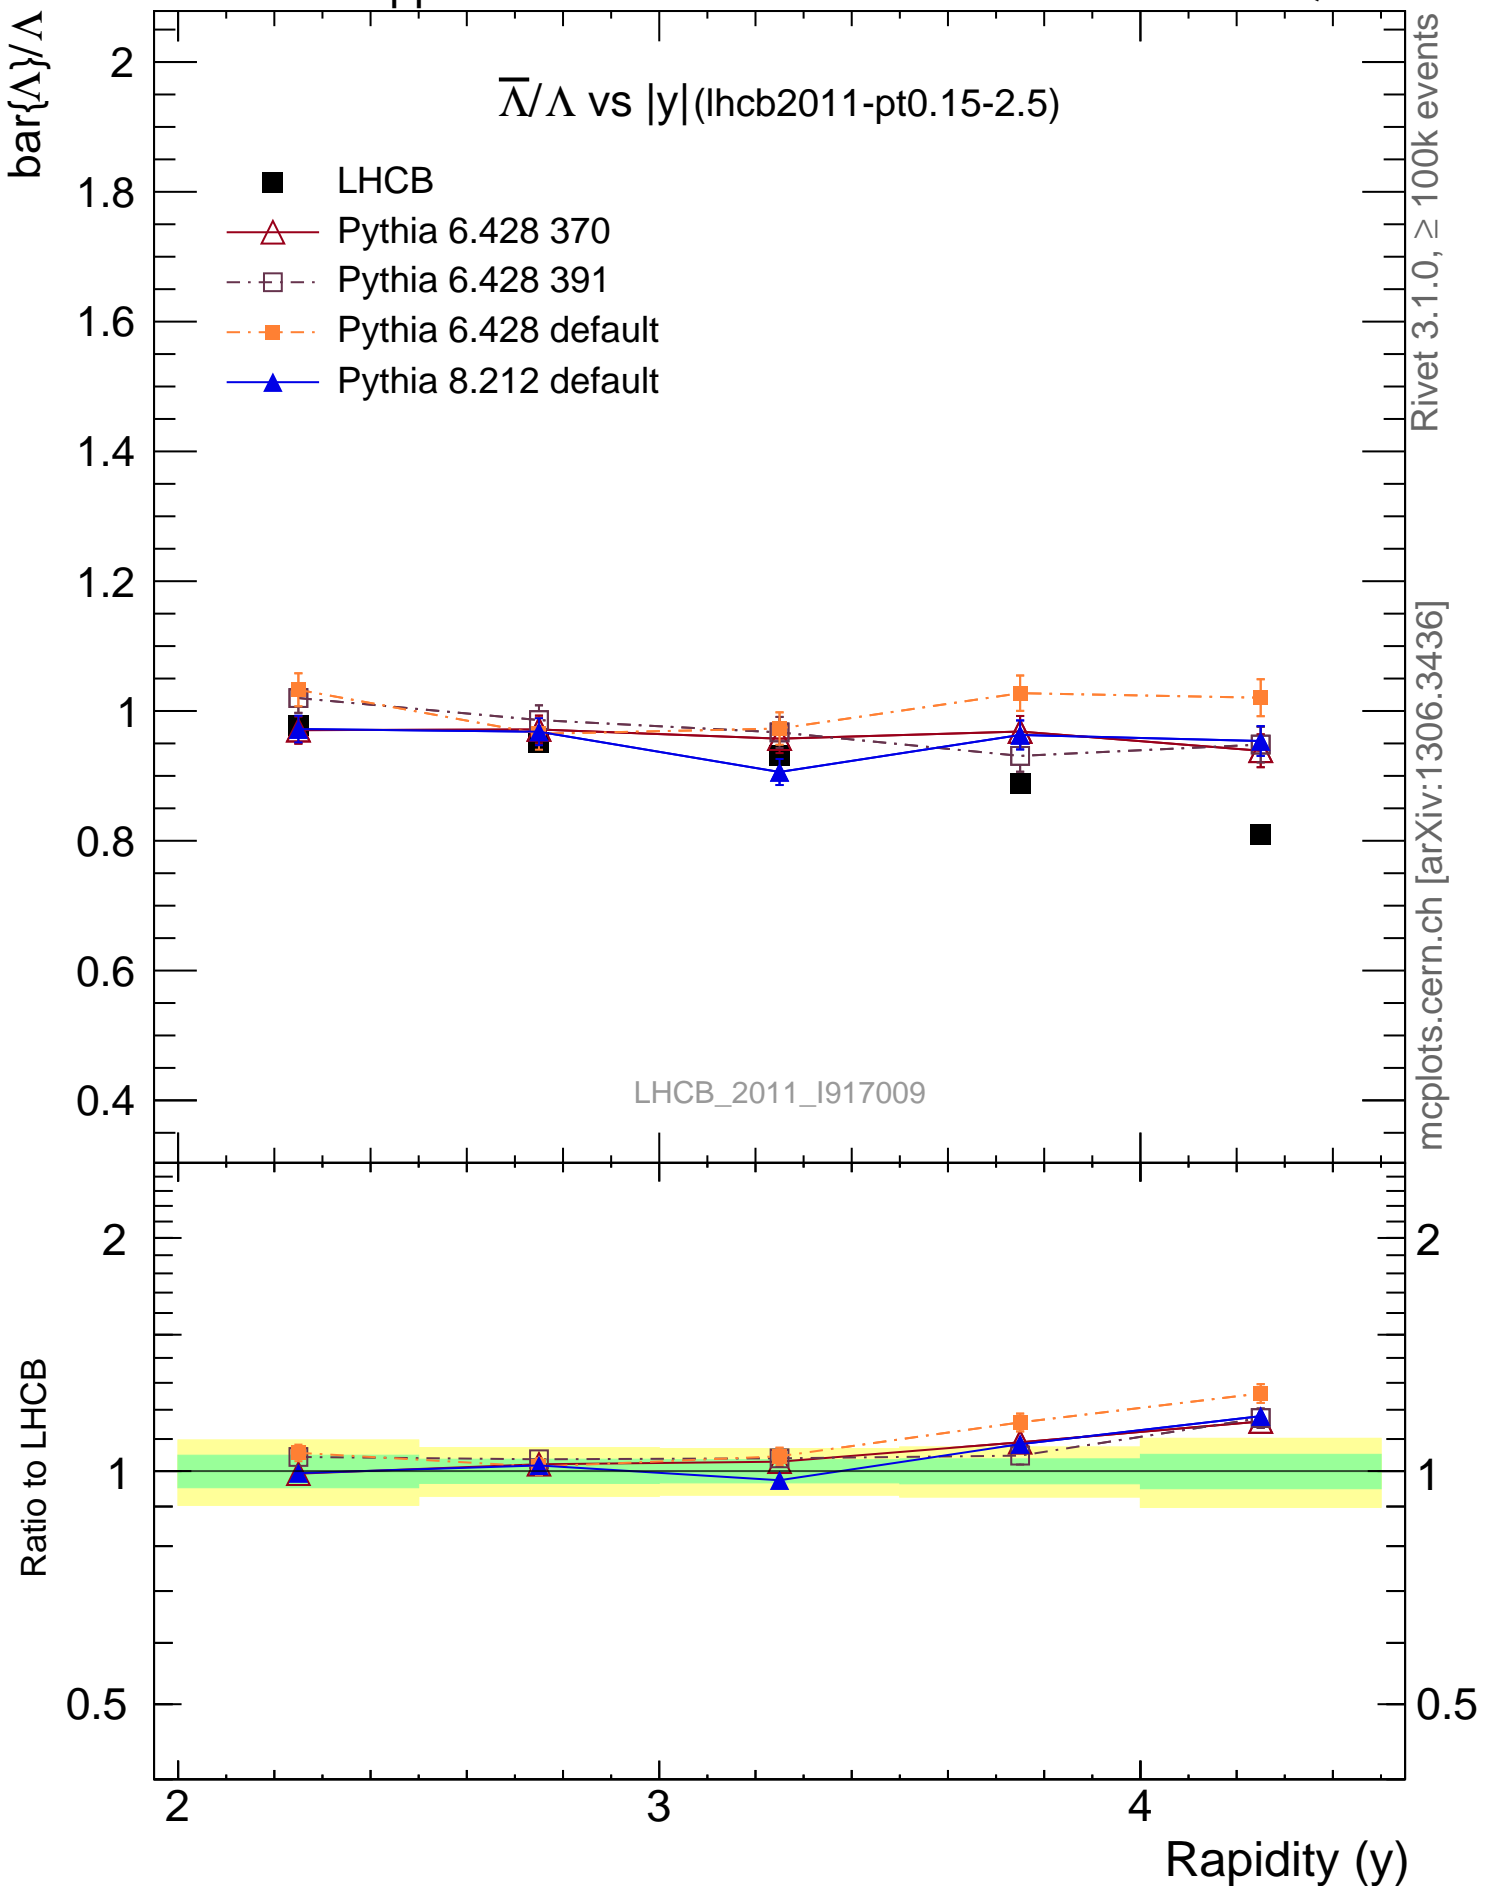 bar{Λ}/Λ
Λ̅/Λ vs |y|(lhcb2011-pt0.15-2.5)
LHCB
Pythia 6.428 370
Pythia 6.428 391
Pythia 6.428 default
Pythia 8.212 default
2
1.8
1.6
1.4
1.2
1
0.8
0.6
0.4
LHCB_2011_I917009
Rivet 3.1.0, ≥ 100k events
mcplots.cern.ch [arXiv:1306.3436]
Ratio to LHCB
2
1
0.5
2
1
0.5
2
3
4
Rapidity (y)